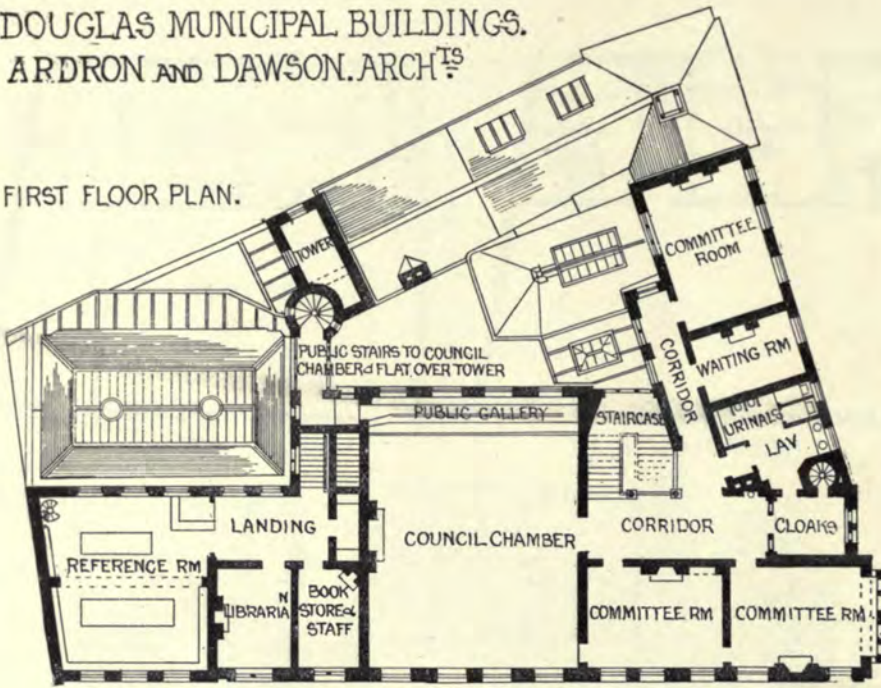 DOUGLAS MUNICIPAL BUILDINGS.
ARDRON AND DAWSON. ARCHTS
FIRST FLOOR PLAN.
TOWER
COMMITTEE
ROOM
PUBLIC STAIRS TO COUNCIL
CHAMBER & FLAT OVER TOWER
CORRIDOR
WAITING RM
PUBLIC GALLERY
STAIRCASE
URINALS
LAV
LANDING
COUNCIL CHAMBER
CORRIDOR
CLOAKS
REFERENCE RM
LIBRARIAN
BOOK
STORE &
STAFF
COMMITTEE RM
COMMITTEE RM